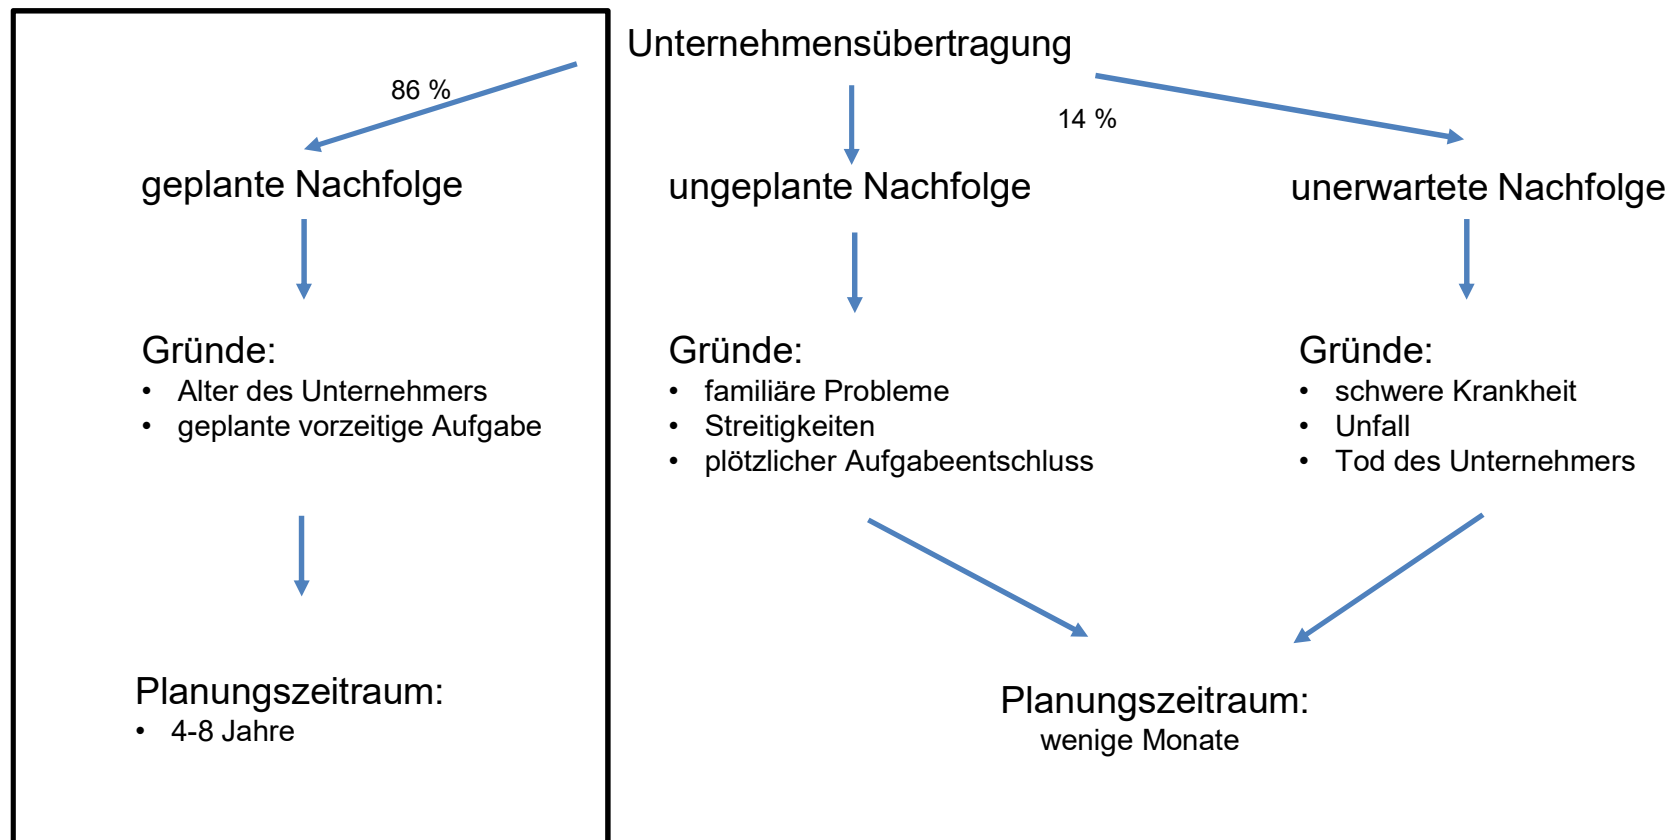 Unternehmensübertragung
86 %
14 %
geplante Nachfolge
ungeplante Nachfolge
unerwartete Nachfolge
Gründe:
• Alter des Unternehmers
• geplante vorzeitige Aufgabe
Gründe:
• familiäre Probleme
• Streitigkeiten
• plötzlicher Aufgabeentschluss
Gründe:
• schwere Krankheit
• Unfall
• Tod des Unternehmers
Planungszeitraum:
• 4-8 Jahre
Planungszeitraum:
wenige Monate